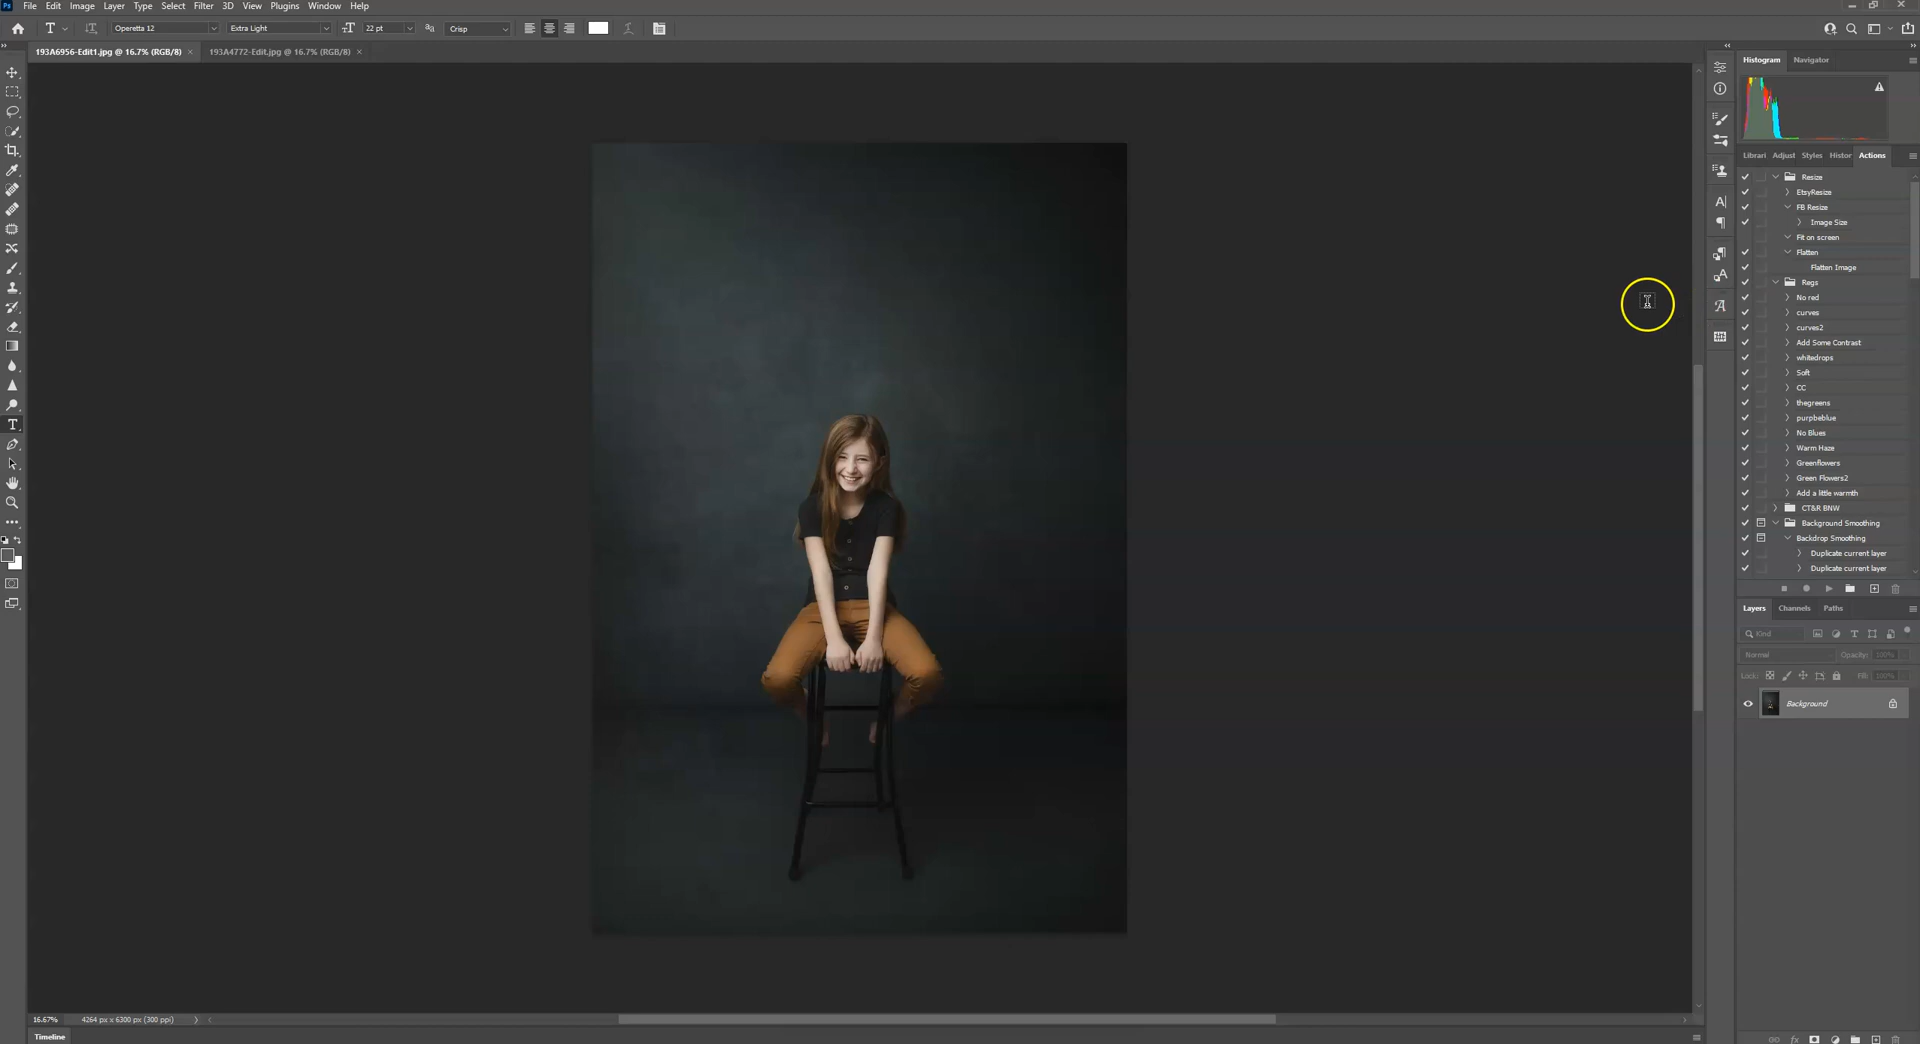 Ps File Edit Image Layer Type Select Filter 3D View Plugins Window Help
T Operetta 12 Extra Light 22 pt Crisp
193A6956-Edit1.jpg @ 16.7% (RGB/8) × 193A4772-Edit.jpg @ 16.7% (RGB/8) ×
Histogram Navigator
Librari Adjust Styles Histor Actions
Resize
EtsyResize
FB Resize
Image Size
Fit on screen
Flatten
Flatten Image
Regs
No red
curves
curves2
Add Some Contrast
whitedrops
Soft
CC
thegreens
purpbeblue
No Blues
Warm Haze
Greenflowers
Green Flowers2
Add a little warmth
CT&R BNW
Background Smoothing
Backdrop Smoothing
Duplicate current layer
Duplicate current layer
Layers Channels Paths
Kind
Normal Opacity: 100%
Lock: Fill: 100%
Background
16.67% 4264 px x 6300 px (300 ppi)
Timeline